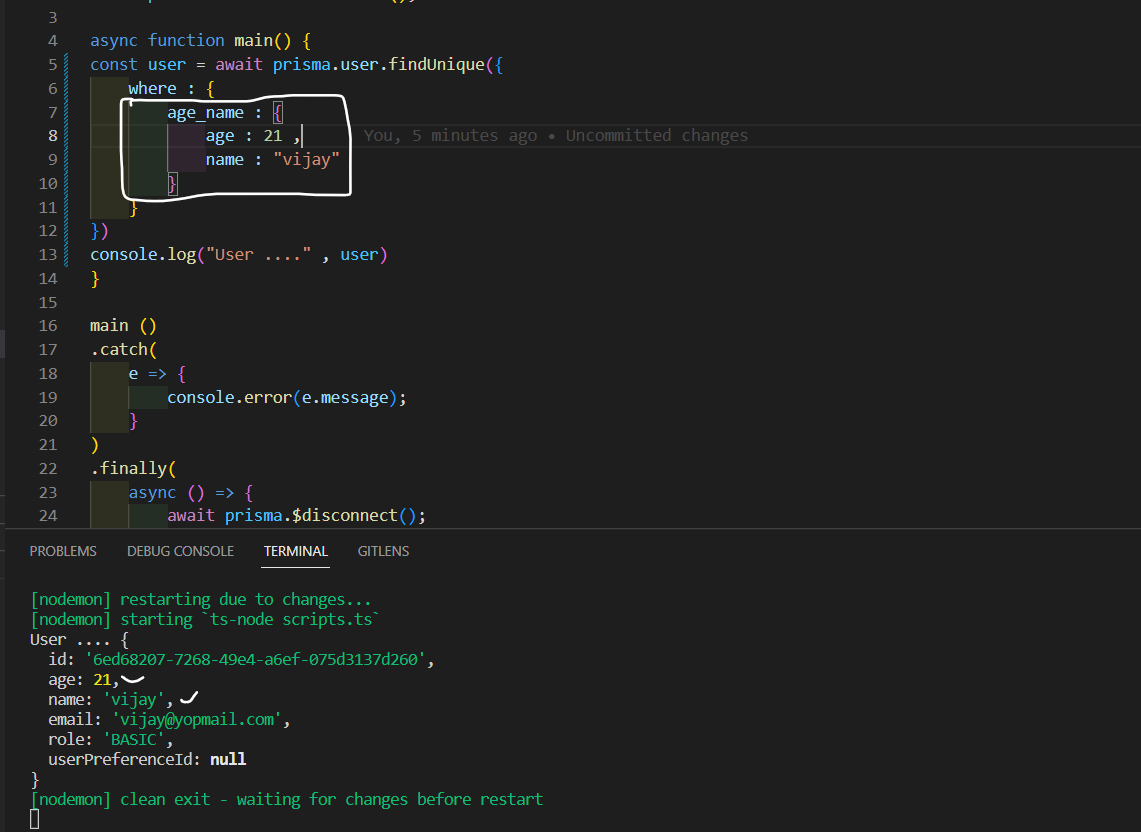 3
4 async function main() {
5 const user = await prisma.user.findUnique({
6 where : {
7 age_name : {
8 age : 21 , You, 5 minutes ago • Uncommitted changes
9 name : "vijay"
10 }
11 }
12 })
13 console.log("User ...." , user)
14 }
15
16 main ()
17 .catch(
18 e => {
19 console.error(e.message);
20 }
21 )
22 .finally(
23 async () => {
24 await prisma.$disconnect();
PROBLEMS DEBUG CONSOLE TERMINAL GITLENS
[nodemon] restarting due to changes...
[nodemon] starting `ts-node scripts.ts`
User .... {
id: '6ed68207-7268-49e4-a6ef-075d3137d260',
age: 21,
name: 'vijay',
email: 'vijay@yopmail.com',
role: 'BASIC',
userPreferenceId: null
}
[nodemon] clean exit - waiting for changes before restart